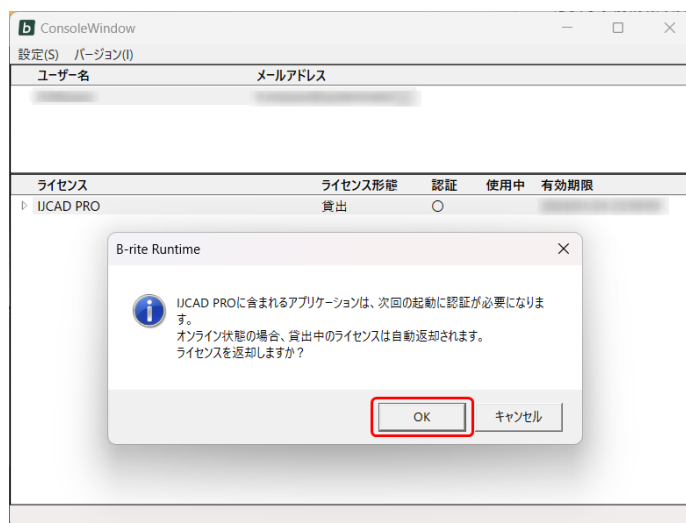 ConsoleWindow
設定(S) バージョン(I)
ユーザー名 メールアドレス
ライセンス ライセンス形態 認証 使用中 有効期限
IJCAD PRO 貸出 〇
B-rite Runtime
IJCAD PROに含まれるアプリケーションは、次回の起動に認証が必要になりま
す。
オンライン状態の場合、貸出中のライセンスは自動返却されます。
ライセンスを返却しますか？
OK キャンセル